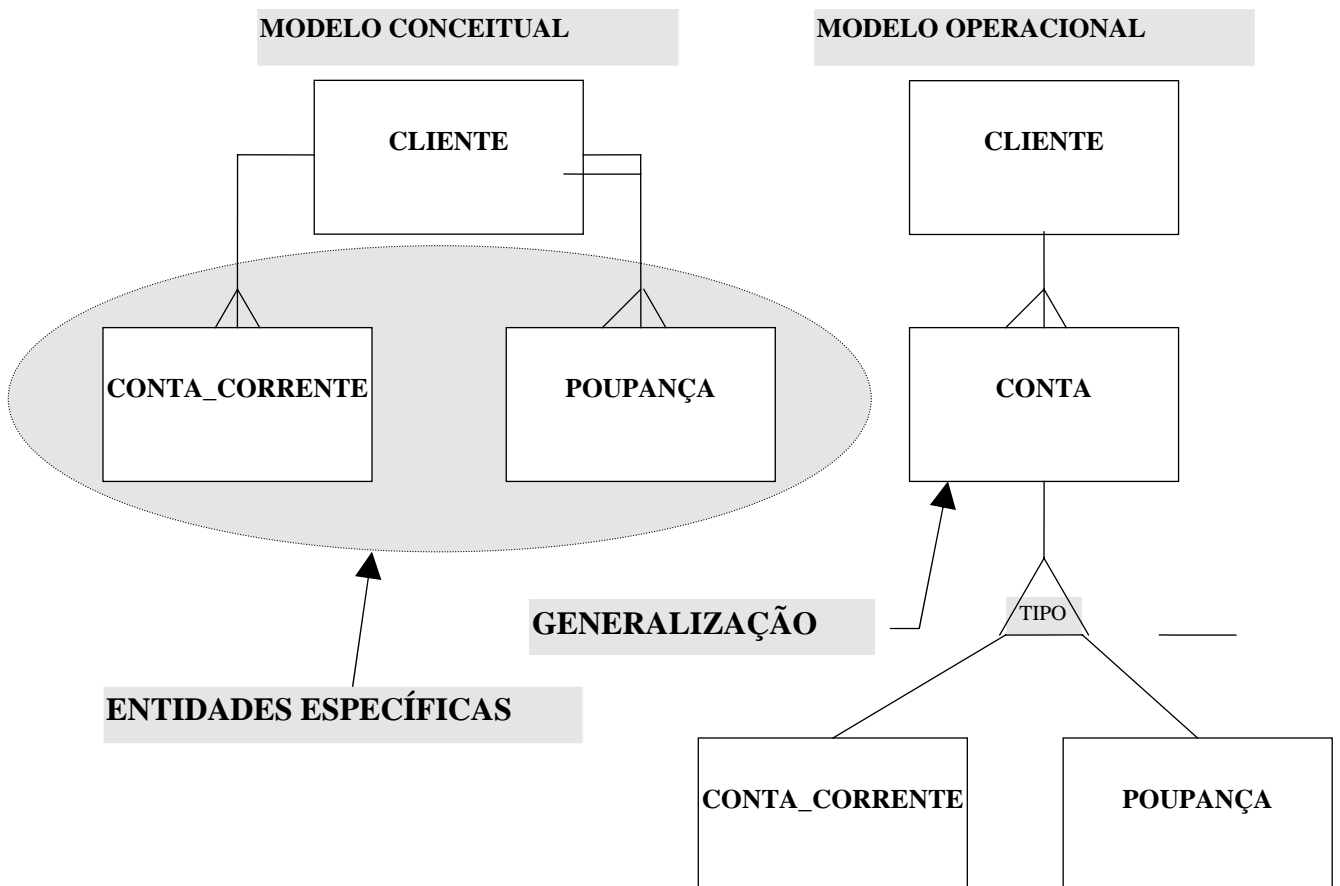 MODELO CONCEITUAL
MODELO OPERACIONAL
CLIENTE
CLIENTE
CONTA_CORRENTE
POUPANÇA
CONTA
GENERALIZAÇÃO
TIPO
ENTIDADES ESPECÍFICAS
CONTA_CORRENTE
POUPANÇA